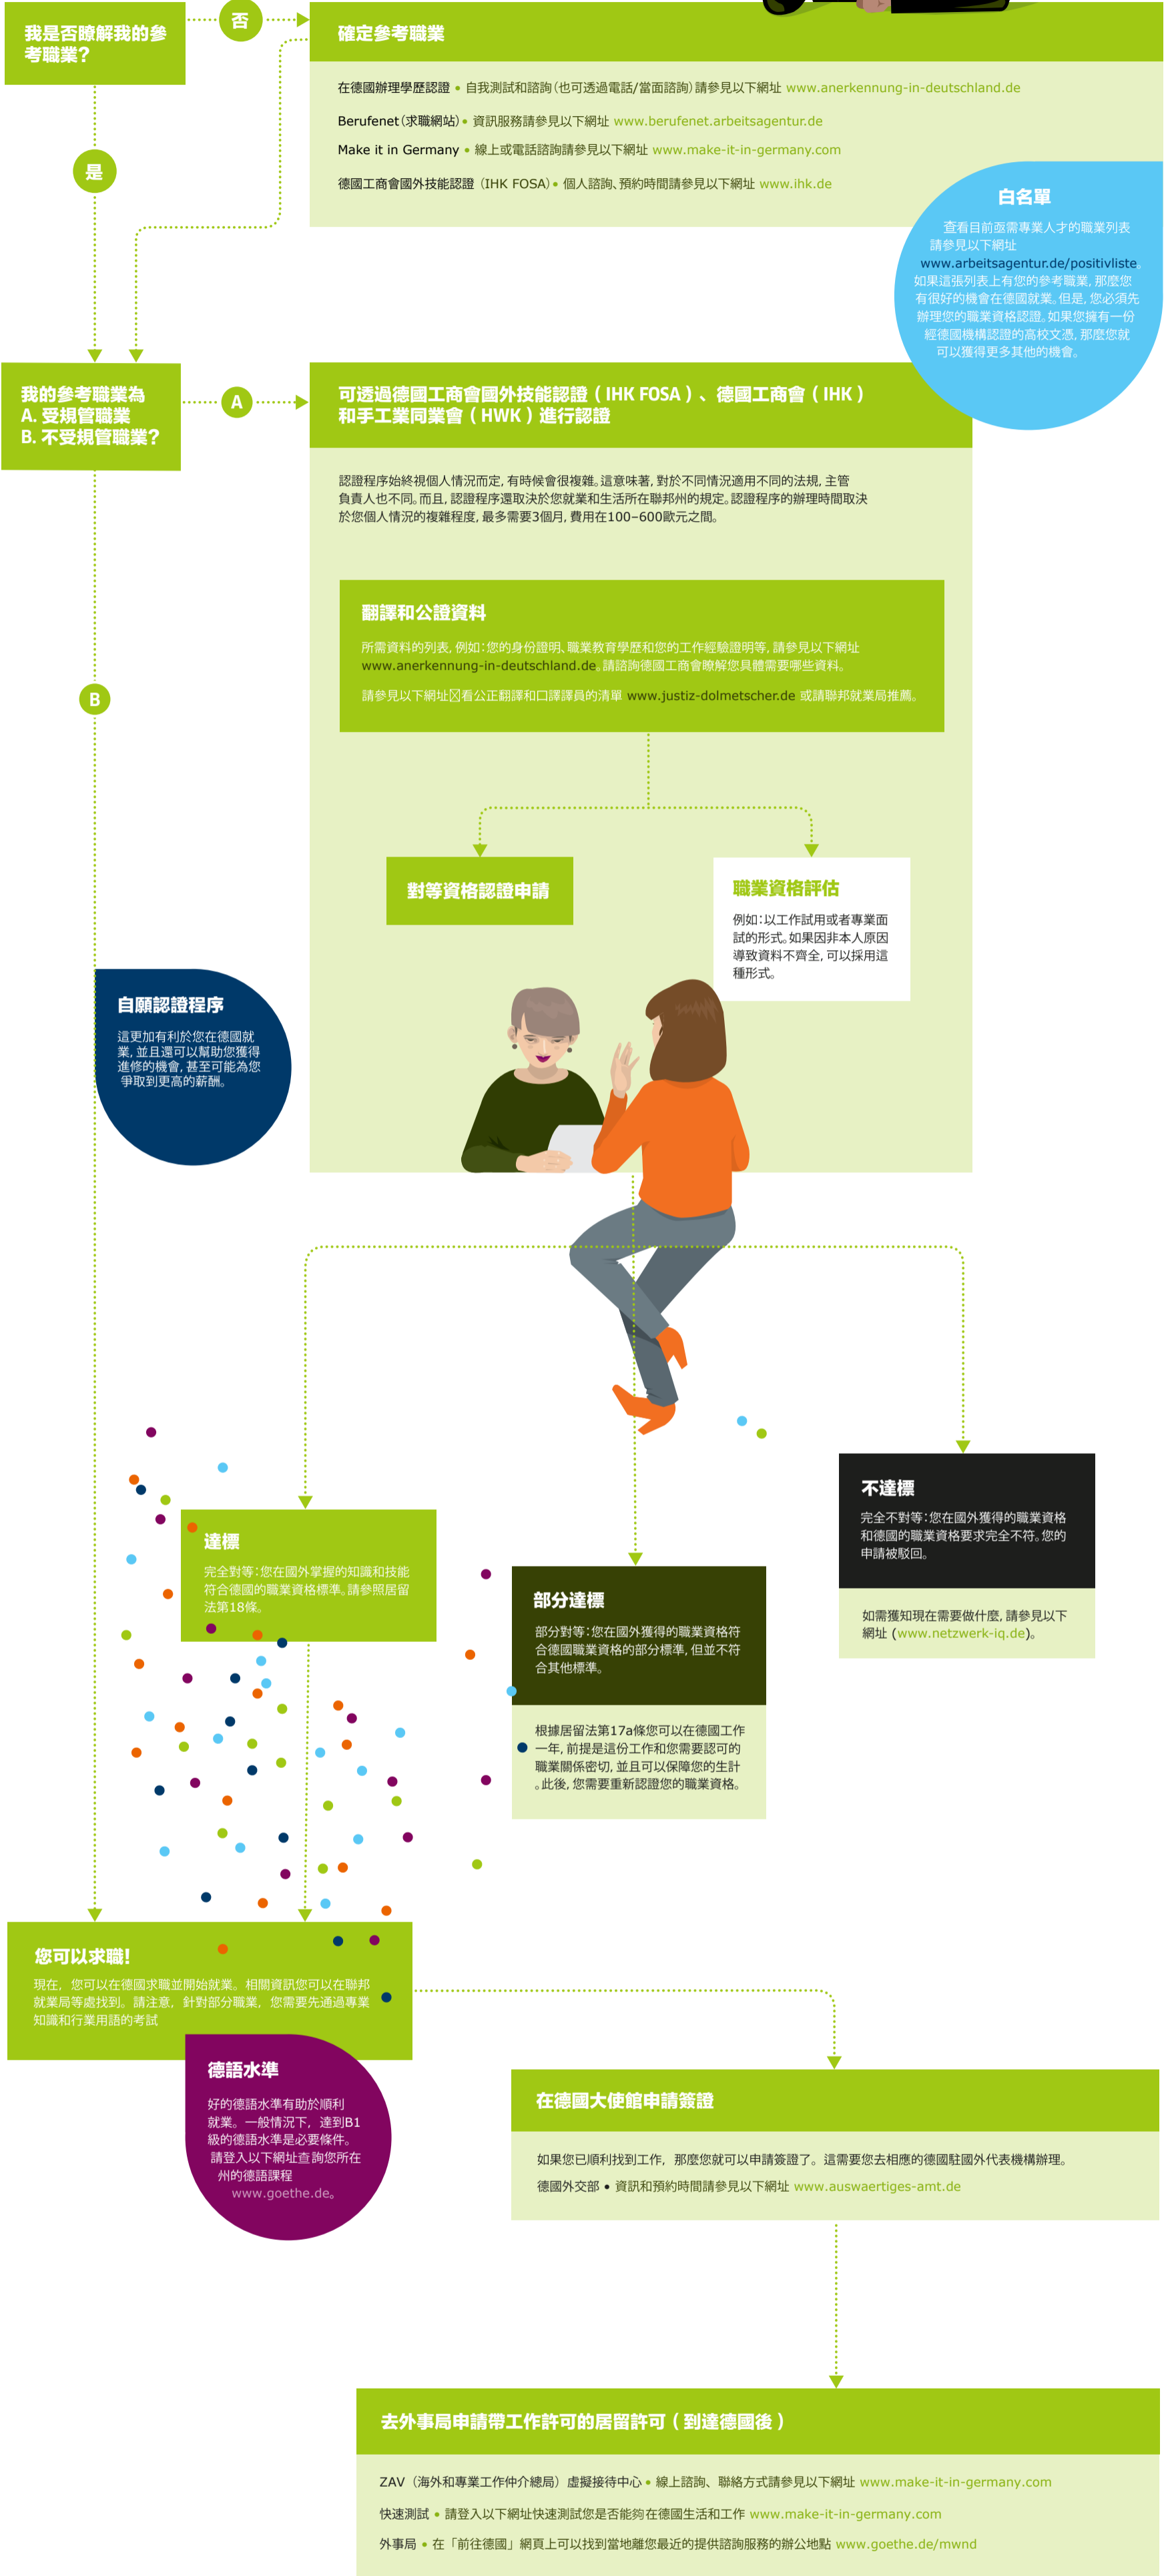 我是否瞭解我的參
考職業?
否
確定參考職業
在德國辦理學歷認證 • 自我測試和諮詢(也可透過電話/當面諮詢)請參見以下網址 www.anerkennung-in-deutschland.de
Berufenet(求職網站)• 資訊服務請參見以下網址 www.berufenet.arbeitsagentur.de
Make it in Germany • 線上或電話諮詢請參見以下網址 www.make-it-in-germany.com
德國工商會國外技能認證 (IHK FOSA)• 個人諮詢、預約時間請參見以下網址 www.ihk.de
是
白名單
查看目前亟需專業人才的職業列表
請參見以下網址
www.arbeitsagentur.de/positivliste。
如果這張列表上有您的參考職業, 那麼您
有很好的機會在德國就業。但是, 您必須先
辦理您的職業資格認證。如果您擁有一份
經德國機構認證的高校文憑, 那麼您就
可以獲得更多其他的機會。
我的參考職業為
A. 受規管職業
B. 不受規管職業?
A
可透過德國工商會國外技能認證(IHK FOSA)、德國工商會(IHK)
和手工業同業會(HWK)進行認證
認證程序始終視個人情況而定, 有時候會很複雜。這意味著, 對於不同情況適用不同的法規, 主管
負責人也不同。而且, 認證程序還取決於您就業和生活所在聯邦州的規定。認證程序的辦理時間取決
於您個人情況的複雜程度, 最多需要3個月, 費用在100–600歐元之間。
翻譯和公證資料
所需資料的列表, 例如:您的身份證明、職業教育學歷和您的工作經驗證明等, 請參見以下網址
www.anerkennung-in-deutschland.de。請諮詢德國工商會瞭解您具體需要哪些資料。
請參見以下網址看公正翻譯和口譯譯員的清單 www.justiz-dolmetscher.de 或請聯邦就業局推薦。
B
對等資格認證申請
職業資格評估
例如:以工作試用或者專業面
試的形式。如果因非本人原因
導致資料不齊全, 可以採用這
種形式。
自願認證程序
這更加有利於您在德國就
業, 並且還可以幫助您獲得
進修的機會, 甚至可能為您
爭取到更高的薪酬。
達標
完全對等:您在國外掌握的知識和技能
符合德國的職業資格標準。請參照居留
法第18條。
部分達標
部分對等:您在國外獲得的職業資格符
合德國職業資格的部分標準, 但並不符
合其他標準。
根據居留法第17a條您可以在德國工作
一年, 前提是這份工作和您需要認可的
職業關係密切, 並且可以保障您的生計
。此後, 您需要重新認證您的職業資格。
不達標
完全不對等:您在國外獲得的職業資格
和德國的職業資格要求完全不符。您的
申請被駁回。
如需獲知現在需要做什麼, 請參見以下
網址 (www.netzwerk-iq.de)。
您可以求職!
現在，您可以在德國求職並開始就業。相關資訊您可以在聯邦
就業局等處找到。請注意，針對部分職業，您需要先通過專業
知識和行業用語的考試
德語水準
好的德語水準有助於順利
就業。一般情況下，達到B1
級的德語水準是必要條件。
請登入以下網址查詢您所在
州的德語課程
www.goethe.de。
在德國大使館申請簽證
如果您已順利找到工作，那麼您就可以申請簽證了。這需要您去相應的德國駐國外代表機構辦理。
德國外交部 • 資訊和預約時間請參見以下網址 www.auswaertiges-amt.de
去外事局申請帶工作許可的居留許可(到達德國後)
ZAV（海外和專業工作仲介總局）虛擬接待中心 • 線上諮詢、聯絡方式請參見以下網址 www.make-it-in-germany.com
快速測試 • 請登入以下網址快速測試您是否能夠在德國生活和工作 www.make-it-in-germany.com
外事局 • 在「前往德國」網頁上可以找到當地離您最近的提供諮詢服務的辦公地點 www.goethe.de/mwnd